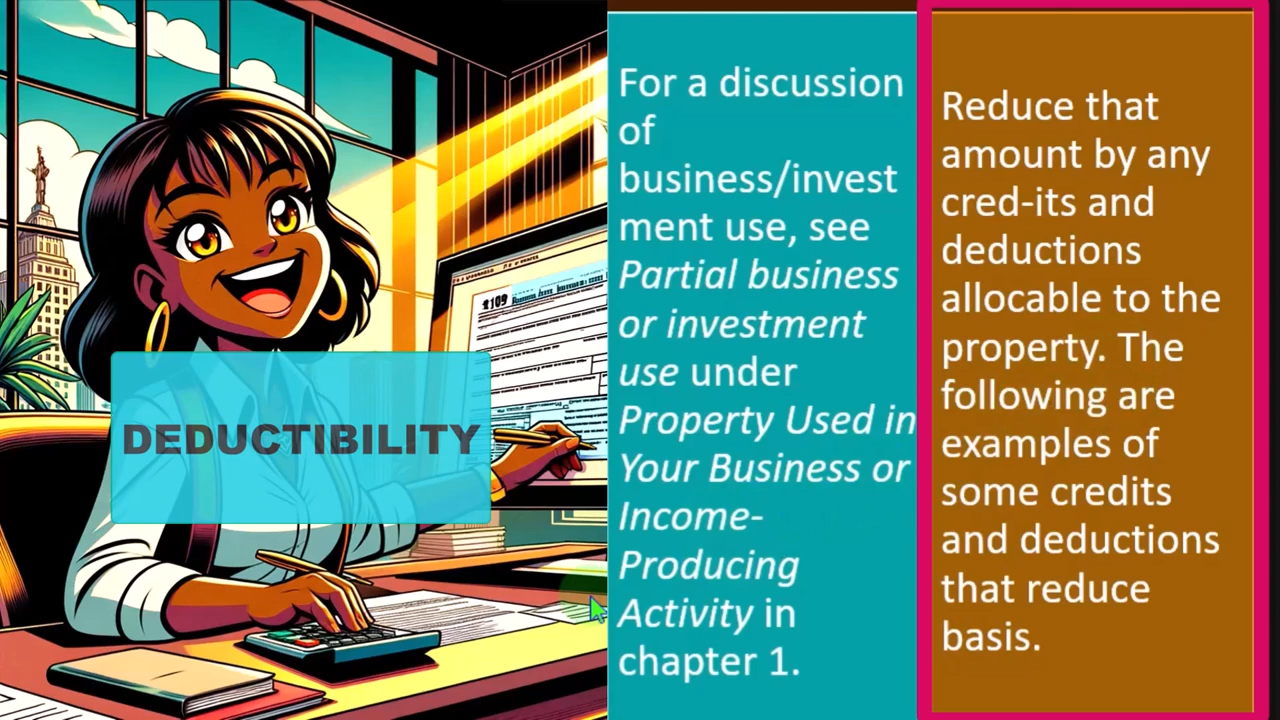 DEDUCTIBILITY
1109
For a discussion
of
business/invest
ment use, see
Partial business
or investment
use under
Property Used in
Your Business or
Income-
Producing
Activity in
chapter 1.
Reduce that
amount by any
cred-its and
deductions
allocable to the
property. The
following are
examples of
some credits
and deductions
that reduce
basis.